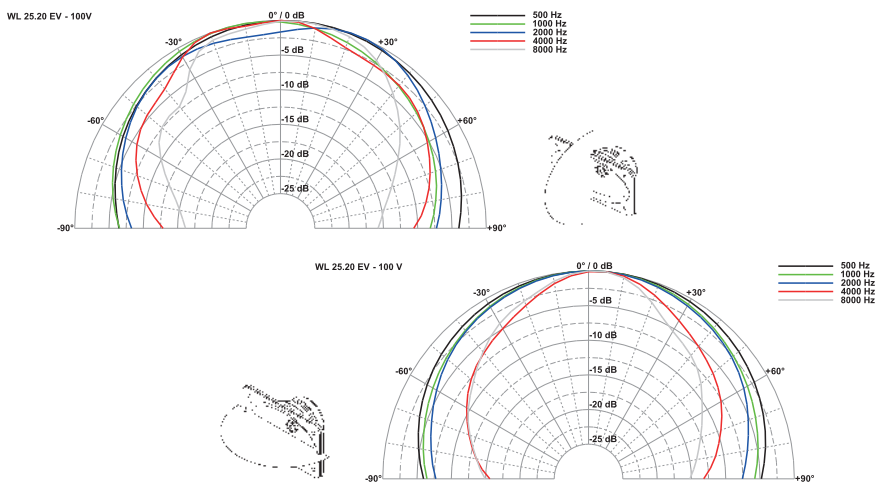 WL 25.20 EV - 100V
0° / 0 dB
500 Hz
1000 Hz
2000 Hz
4000 Hz
8000 Hz
-30°
+30°
-5 dB
-10 dB
-60°
-15 dB
+60°
-20 dB
-25 dB
-90°
+90°
WL 25.20 EV - 100 V
0° / 0 dB
500 Hz
1000 Hz
2000 Hz
4000 Hz
8000 Hz
-30°
+30°
-5 dB
-10 dB
-60°
-15 dB
+60°
-20 dB
-25 dB
-90°
+90°